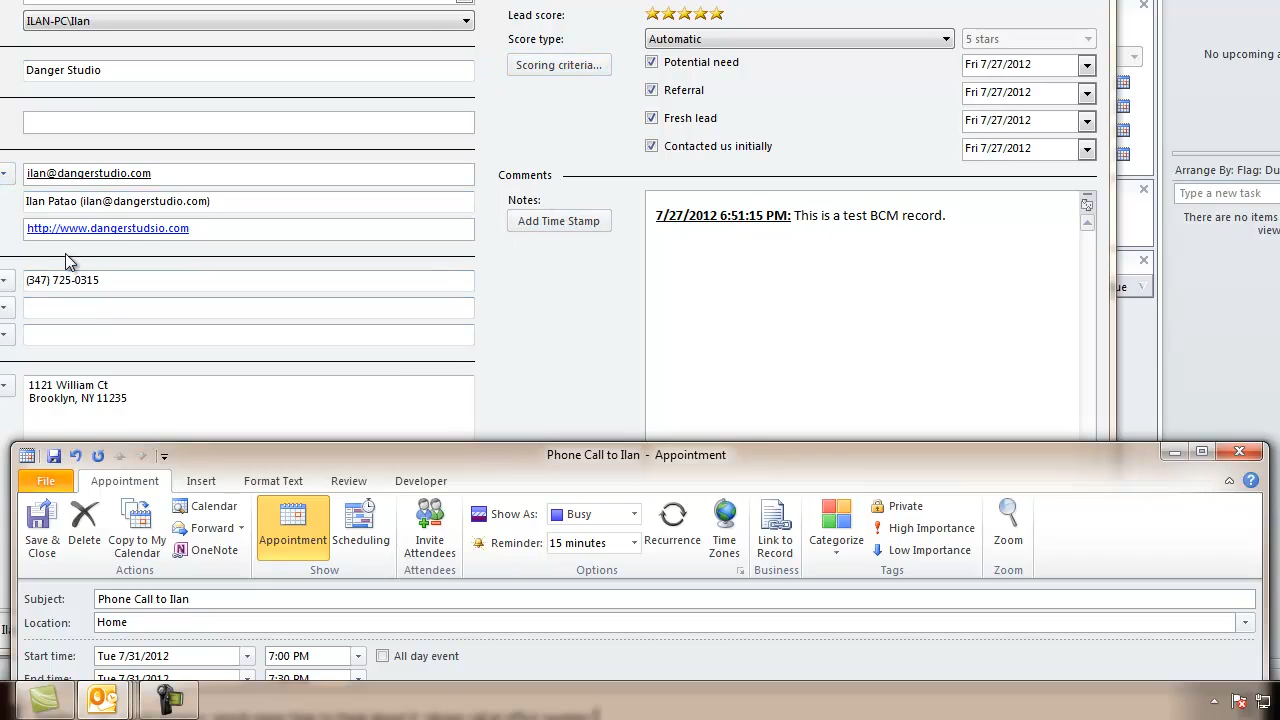 ILAN-PC\Ilan
Danger Studio
ilan@dangerstudio.com
Ilan Patao (ilan@dangerstudio.com)
http://www.dangerstudsio.com
(347) 725-0315
1121 William Ct
Brooklyn, NY 11235
Lead score:
Score type: Automatic 5 stars
Scoring criteria...
Potential need Fri 7/27/2012
Referral Fri 7/27/2012
Fresh lead Fri 7/27/2012
Contacted us initially Fri 7/27/2012
Comments
Notes:
Add Time Stamp
7/27/2012 6:51:15 PM: This is a test BCM record.
No upcoming a
Arrange By: Flag: Du
Type a new task
There are no items
view
ue
Phone Call to Ilan - Appointment
File Appointment Insert Format Text Review Developer
Save & Close
Delete
Copy to My Calendar
Calendar
Forward
OneNote
Actions
Appointment
Scheduling
Show
Invite Attendees
Attendees
Show As: Busy
Reminder: 15 minutes
Recurrence
Time Zones
Options
Link to Record
Business
Categorize
Private
High Importance
Low Importance
Tags
Zoom
Zoom
Subject: Phone Call to Ilan
Location: Home
Start time: Tue 7/31/2012 7:00 PM All day event
End time: Tue 7/31/2012 7:30 PM